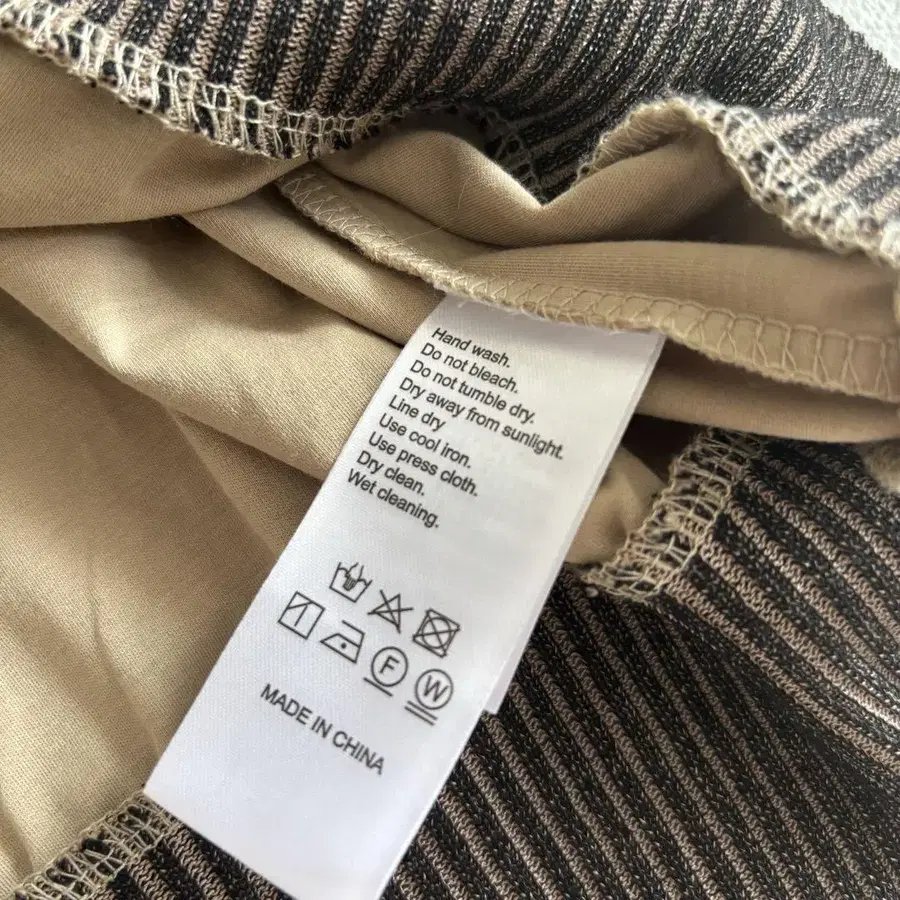 Hand wash.
Do not bleach.
Do not tumble dry.
Dry away from sunlight.
Line dry
Use cool iron.
Use press cloth.
Dry clean.
Wet cleaning.
F
W
MADE IN CHINA